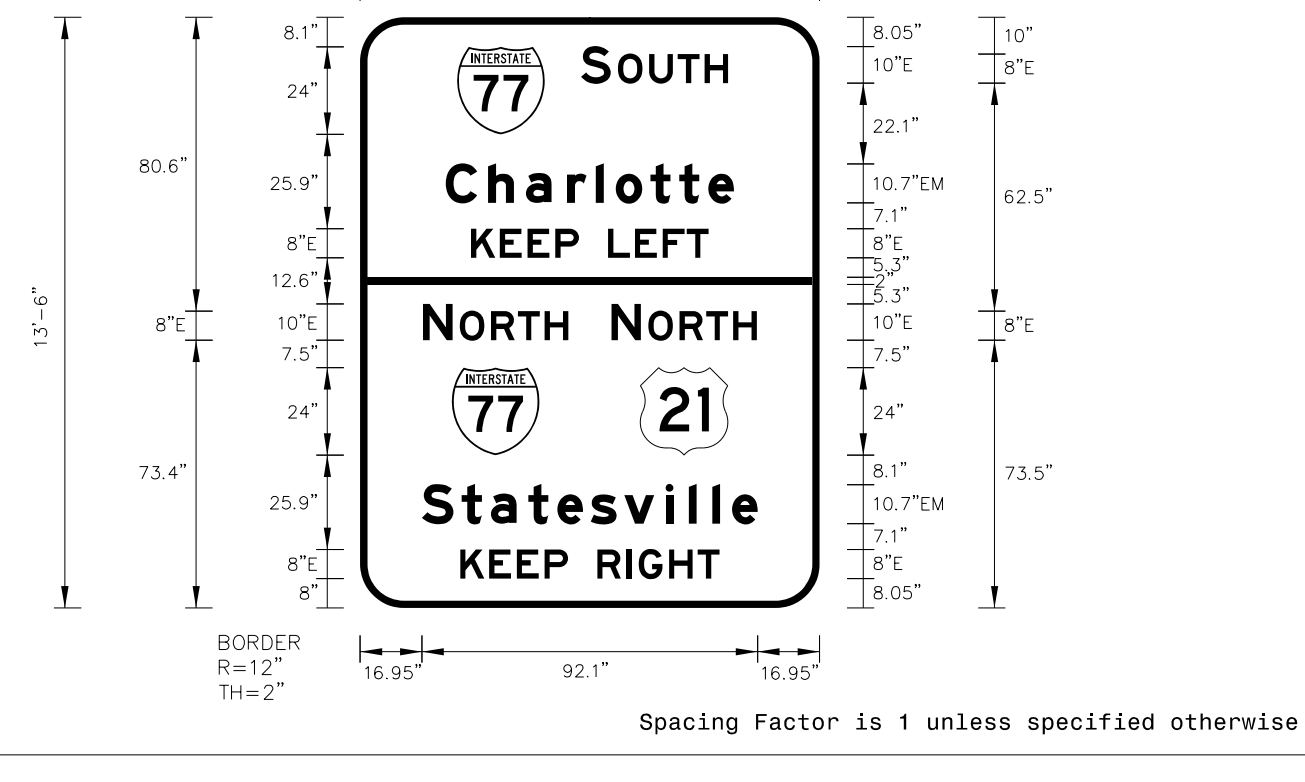 8.1"
8.05"
10"
INTERSTATE
77
SOUTH
10"E
8"E
24"
22.1"
80.6"
25.9"
Charlotte
10.7"EM
62.5"
7.1"
8"E
KEEP LEFT
8"E
5.3"
12.6"
2"
5.3"
13'-6"
8"E
10"E
NORTH NORTH
10"E
8"E
7.5"
7.5"
INTERSTATE
77
21
24"
24"
73.4"
8.1"
73.5"
25.9"
Statesville
10.7"EM
7.1"
8"E
KEEP RIGHT
8"E
8"
8.05"
BORDER
R=12"
TH=2"
16.95"
92.1"
16.95"
Spacing Factor is 1 unless specified otherwise